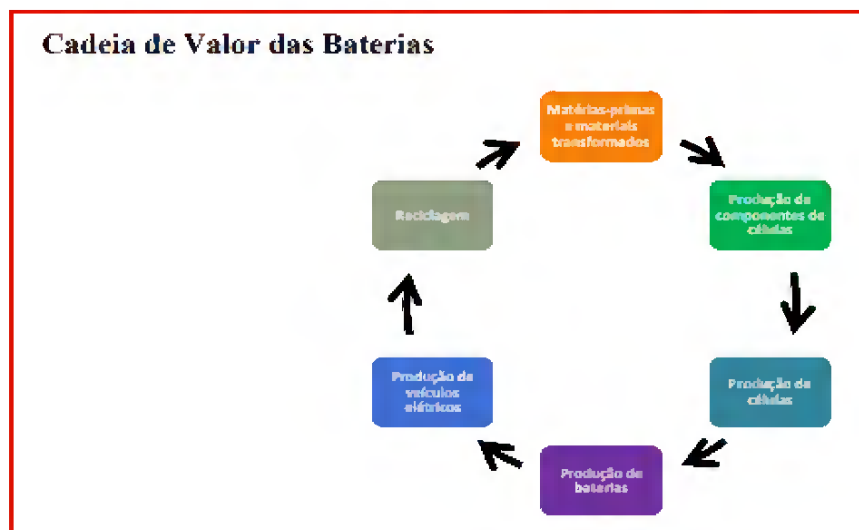 Cadeia de Valor das Baterias
Matérias-primas
e materiais
transformados
Produção de
componentes de
células
Produção de
células
Produção de
baterias
Produção de
veículos
elétricos
Reciclagem